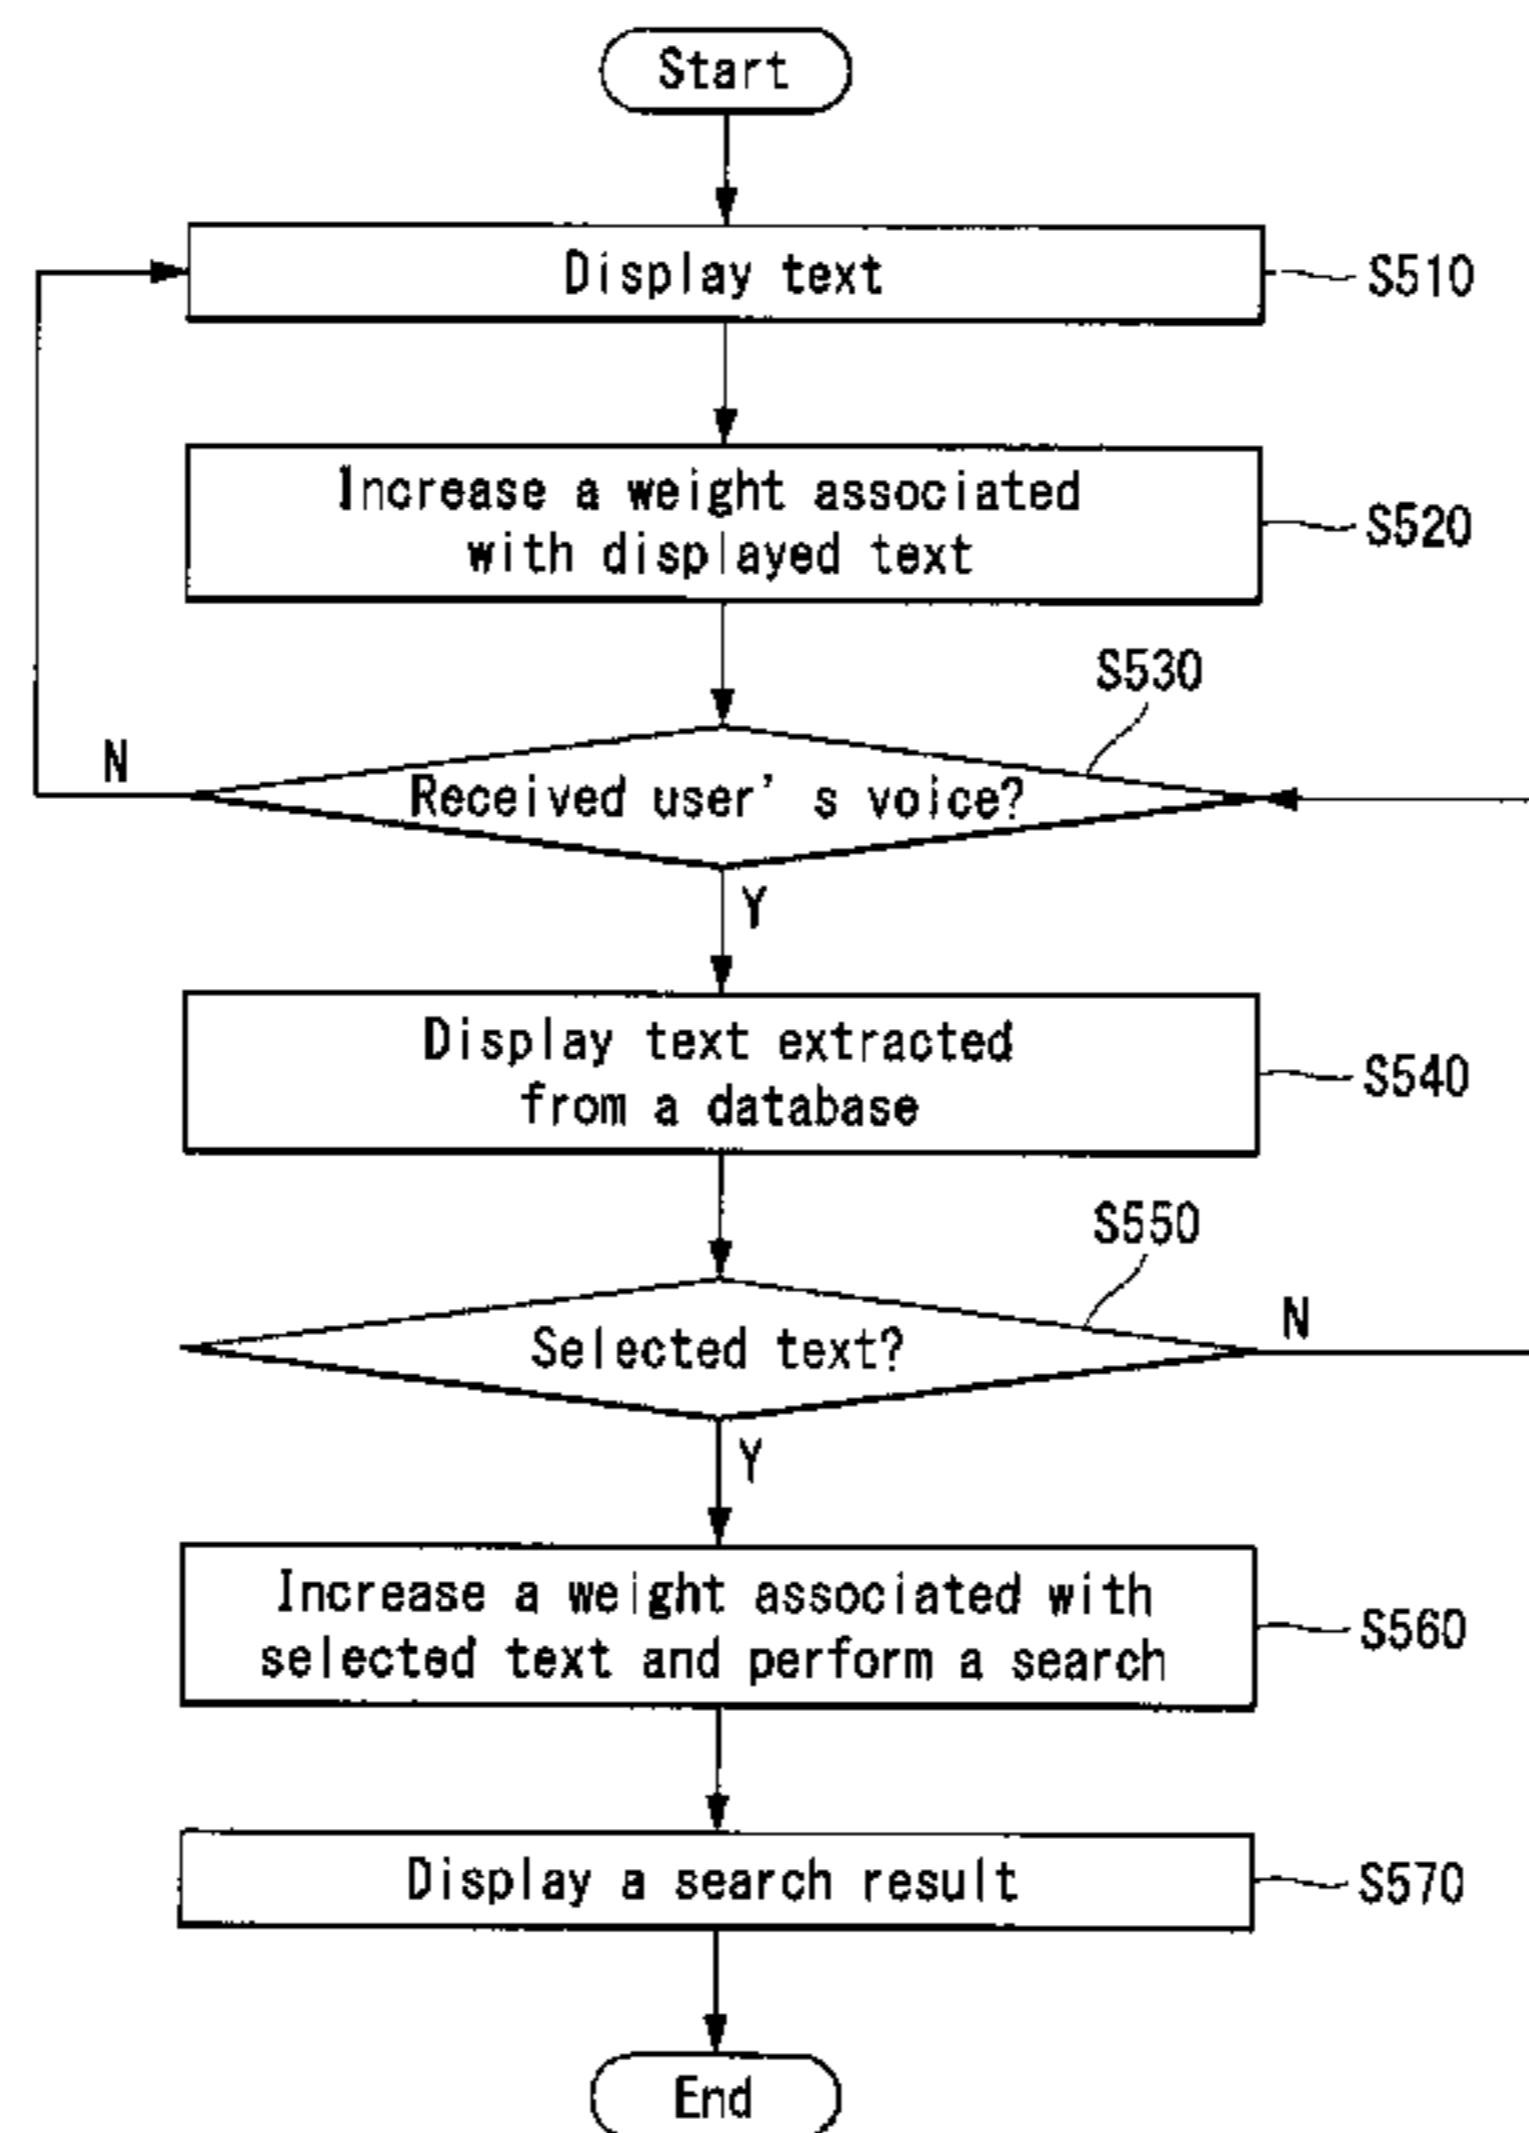 Start
Display text
S510
Increase a weight associated
with displayed text
S520
S530
N
Received user's voice?
Y
Display text extracted
from a database
S540
S550
N
Selected text?
Y
Increase a weight associated with
selected text and perform a search
S560
Display a search result
S570
End